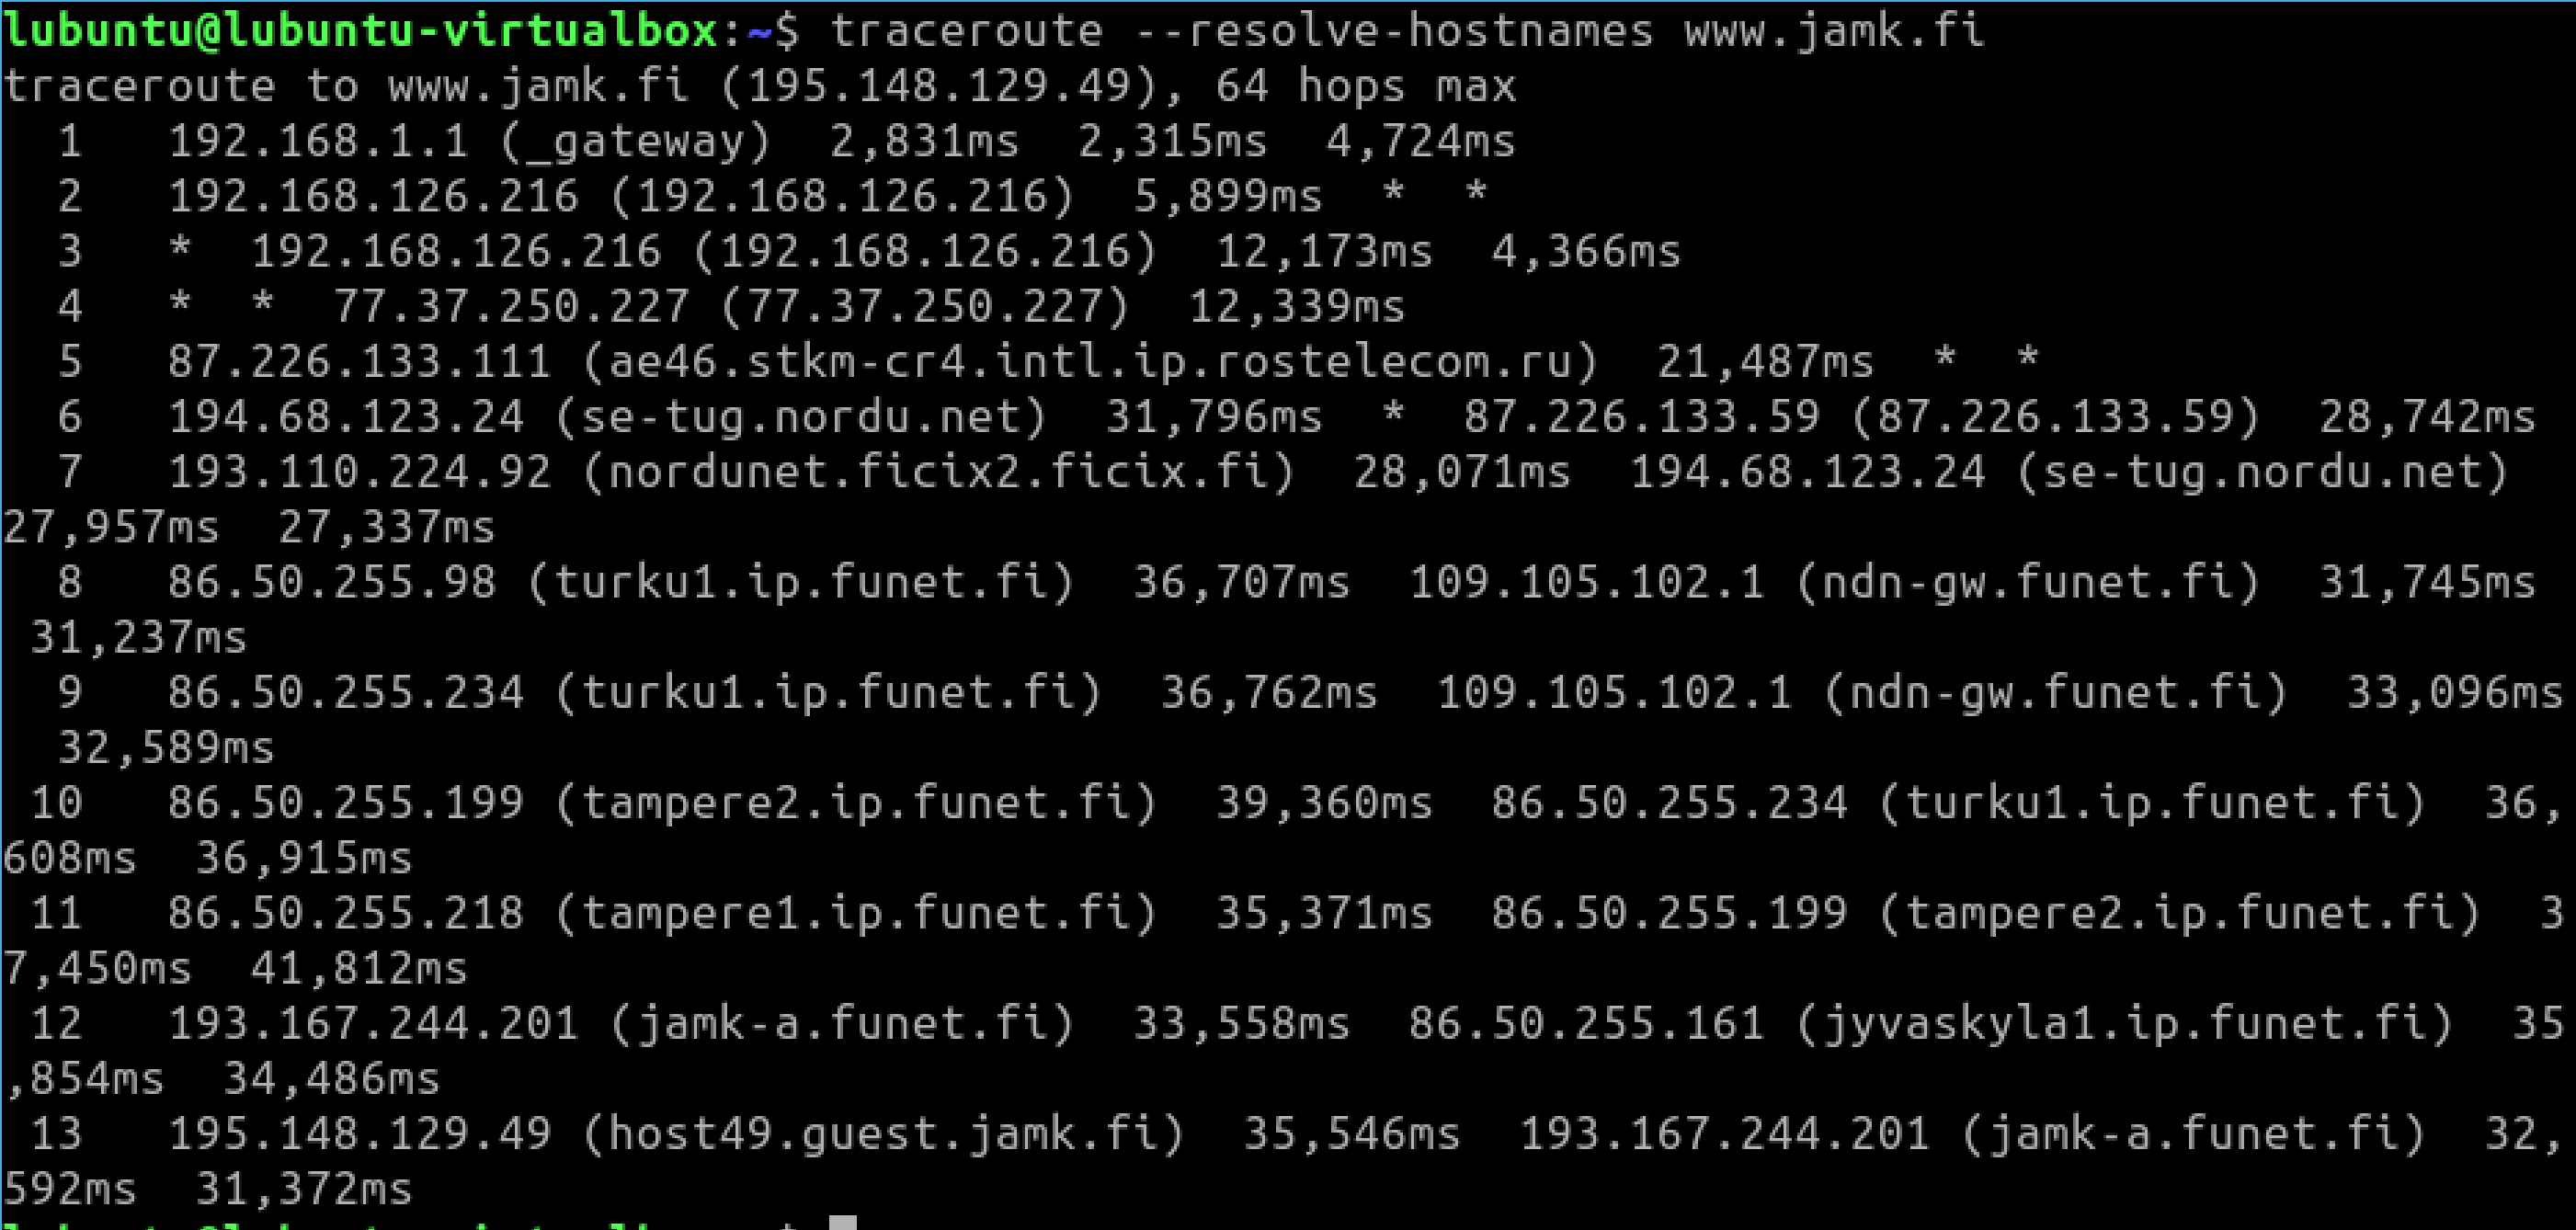 lubuntu@lubuntu-virtualbox:~$ traceroute --resolve-hostnames www.jamk.fi
traceroute to www.jamk.fi (195.148.129.49), 64 hops max
  1   192.168.1.1 (_gateway)  2,831ms  2,315ms  4,724ms
  2   192.168.126.216 (192.168.126.216)  5,899ms  *  *
  3   *  192.168.126.216 (192.168.126.216)  12,173ms  4,366ms
  4   *  *  77.37.250.227 (77.37.250.227)  12,339ms
  5   87.226.133.111 (ae46.stkm-cr4.intl.ip.rostelecom.ru)  21,487ms  *  *
  6   194.68.123.24 (se-tug.nordu.net)  31,796ms  *  87.226.133.59 (87.226.133.59)  28,742ms
  7   193.110.224.92 (nordunet.ficix2.ficix.fi)  28,071ms  194.68.123.24 (se-tug.nordu.net)
27,957ms  27,337ms
  8   86.50.255.98 (turku1.ip.funet.fi)  36,707ms  109.105.102.1 (ndn-gw.funet.fi)  31,745ms
 31,237ms
  9   86.50.255.234 (turku1.ip.funet.fi)  36,762ms  109.105.102.1 (ndn-gw.funet.fi)  33,096ms
  32,589ms
 10   86.50.255.199 (tampere2.ip.funet.fi)  39,360ms  86.50.255.234 (turku1.ip.funet.fi)  36,
608ms  36,915ms
 11   86.50.255.218 (tampere1.ip.funet.fi)  35,371ms  86.50.255.199 (tampere2.ip.funet.fi)  3
7,450ms  41,812ms
 12   193.167.244.201 (jamk-a.funet.fi)  33,558ms  86.50.255.161 (jyvaskyla1.ip.funet.fi)  35
,854ms  34,486ms
 13   195.148.129.49 (host49.guest.jamk.fi)  35,546ms  193.167.244.201 (jamk-a.funet.fi)  32,
592ms  31,372ms